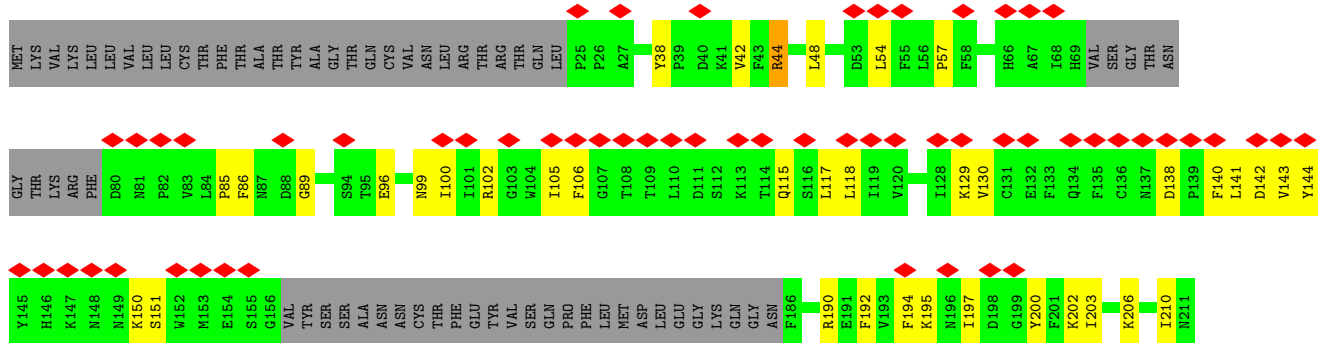 MET LYS VAL LYS LEU LEU VAL LEU LEU CYS THR PHE THR ALA THR TYR ALA GLY THR GLN CYS VAL ASN LEU ARG THR ARG THR GLN LEU P25 P26 A27 Y38 P39 D40 K41 V42 F43 R44 L48 D53 L54 F55 L56 P57 F58 H66 A67 I68 H69 VAL SER GLY THR ASN
GLY THR LYS ARG PHE D80 N81 P82 V83 L84 P85 F86 N87 D88 G89 S94 T95 E96 N99 I100 I101 R102 G103 W104 I105 F106 G107 T108 T109 L110 D111 S112 K113 T114 Q115 S116 L117 L118 I119 V120 I128 K129 V130 C131 E132 F133 Q134 F135 C136 N137 D138 P139 F140 L141 D142 V143 Y144
Y145 H146 K147 N148 N149 K150 S151 W152 M153 E154 S155 G156 VAL TYR SER SER ALA ASN ASN CYS THR PHE GLU TYR VAL SER GLN PRO PHE LEU MET ASP LEU GLU GLY LYS GLN GLY ASN F186 R190 E191 F192 V193 F194 K195 N196 I197 D198 G199 Y200 F201 K202 I203 K206 I210 N211